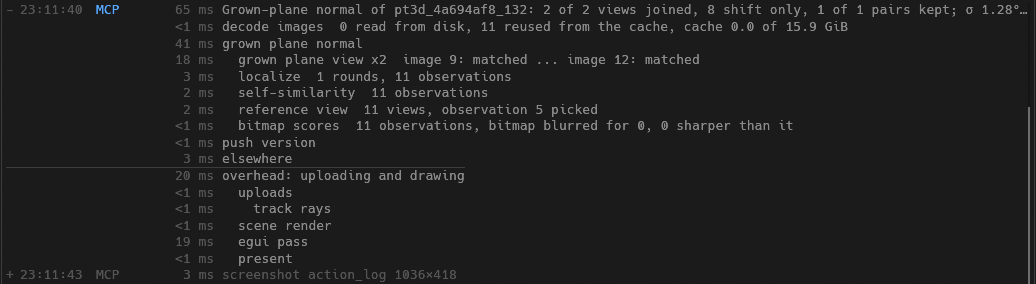 − 23:11:40 MCP 65 ms Grown-plane normal of pt3d_4a694af8_132: 2 of 2 views joined, 8 shift only, 1 of 1 pairs kept; σ 1.28°…
<1 ms decode images 0 read from disk, 11 reused from the cache, cache 0.0 of 15.9 GiB
41 ms grown plane normal
18 ms grown plane view x2 image 9: matched ... image 12: matched
3 ms localize 1 rounds, 11 observations
2 ms self-similarity 11 observations
2 ms reference view 11 views, observation 5 picked
<1 ms bitmap scores 11 observations, bitmap blurred for 0, 0 sharper than it
<1 ms push version
3 ms elsewhere
20 ms overhead: uploading and drawing
<1 ms uploads
<1 ms track rays
<1 ms scene render
19 ms egui pass
<1 ms present
+ 23:11:43 MCP 3 ms screenshot action_log 1036×418